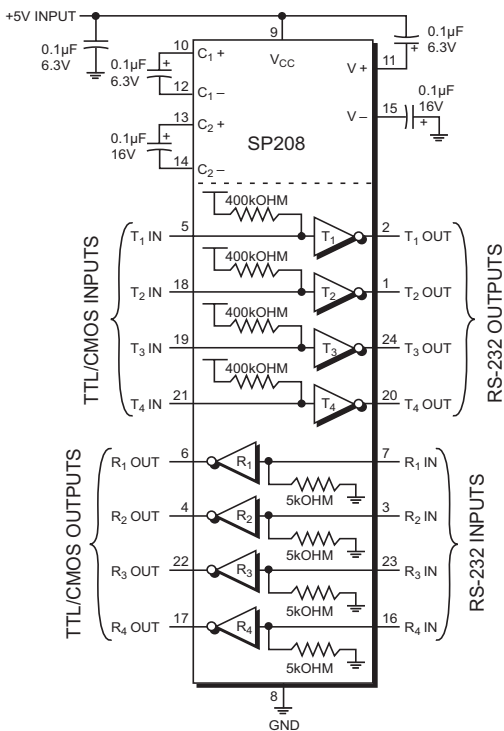 +5V INPUT
0.1µF
6.3V
0.1µF
6.3V
10
C1 +
12
C1 –
13
C2 +
0.1µF
16V
14
C2 –
9
VCC
V +
11
0.1µF
6.3V
V –
15
0.1µF
16V
SP208
TTL/CMOS INPUTS
400kOHM
T1 IN
5
T1
2
T1 OUT
400kOHM
T2 IN
18
T2
1
T2 OUT
400kOHM
T3 IN
19
T3
24
T3 OUT
400kOHM
T4 IN
21
T4
20
T4 OUT
RS-232 OUTPUTS
TTL/CMOS OUTPUTS
R1 OUT
6
R1
7
R1 IN
5kOHM
R2 OUT
4
R2
3
R2 IN
5kOHM
R3 OUT
22
R3
23
R3 IN
5kOHM
R4 OUT
17
R4
16
R4 IN
5kOHM
RS-232 INPUTS
8
GND